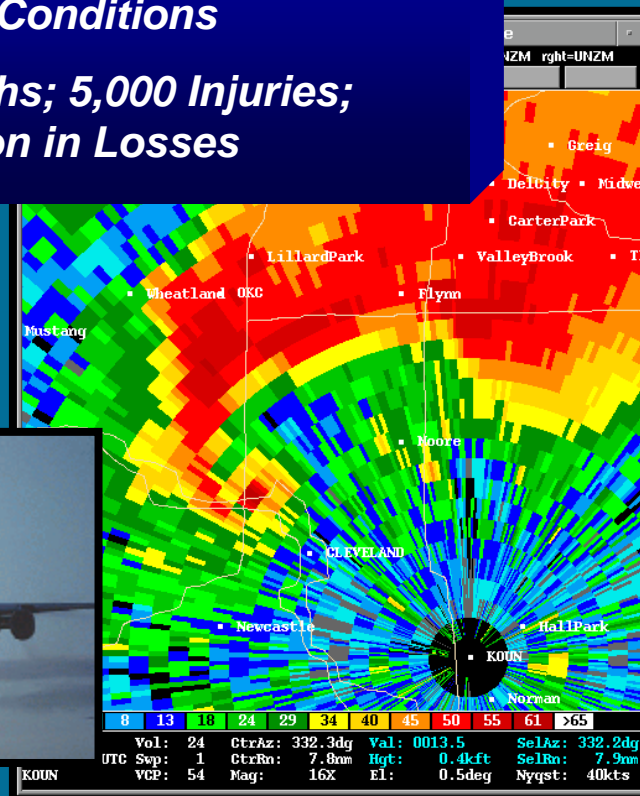 Conditions
hs; 5,000 Injuries;
on in Losses
e
NZM rght=UNZM
Greig
DelCity Midwe
CarterPark
LillardPark ValleyBrook T
Wheatland OKC Flynn
Mustang
Moore
CLEVELAND
Newcastle HallPark
KOUN
Norman
8 13 18 24 29 34 40 45 50 55 61 >65
Vol: 24 CtrAz: 332.3dg Val: 0013.5 SelAz: 332.2dg
UTC Swp: 1 CtrRn: 7.8nm Hgt: 0.4kft SelRn: 7.9nm
KOUN VCP: 54 Mag: 16X El: 0.5deg Nyqst: 40kts